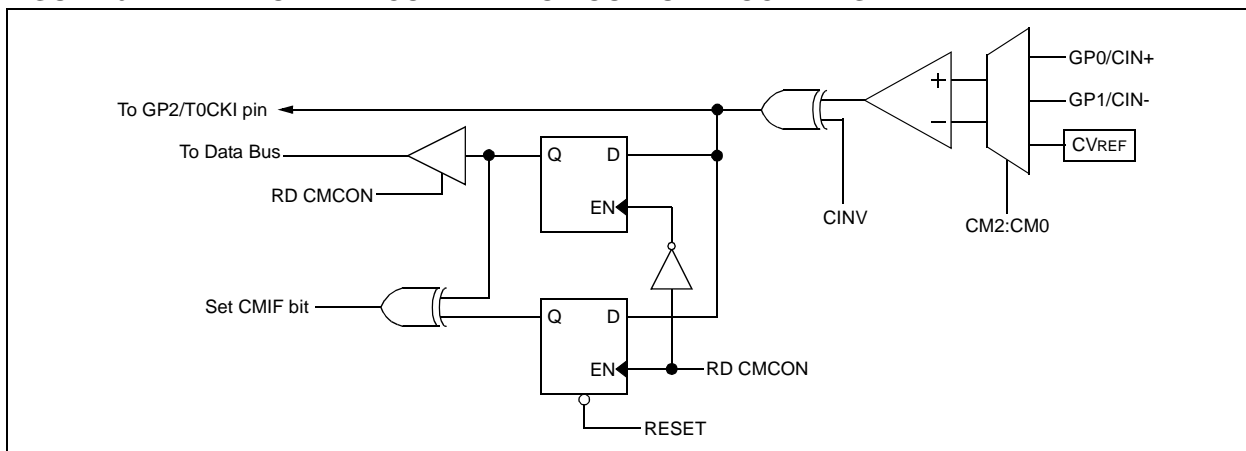 GP0/CIN+
To GP2/T0CKI pin
+
GP1/CIN-
−
To Data Bus
Q D
CVREF
RD CMCON
EN
CINV
CM2:CM0
Set CMIF bit
Q D
EN
RD CMCON
RESET